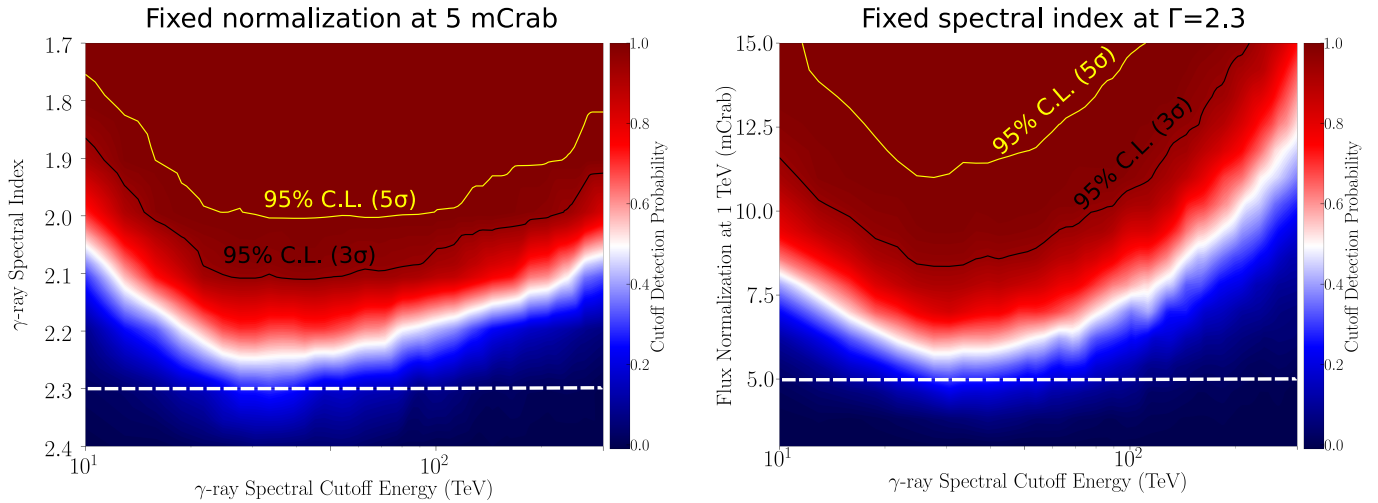 Fixed normalization at 5 mCrab
1.7
1.8
1.9
2.0
2.1
2.2
2.3
2.4
γ-ray Spectral Index
95% C.L. (5σ)
95% C.L. (3σ)
10¹
10²
γ-ray Spectral Cutoff Energy (TeV)
1.0
0.8
0.6
0.4
0.2
0.0
Cutoff Detection Probability
Fixed spectral index at Γ=2.3
15.0
12.5
10.0
7.5
5.0
Flux Normalization at 1 TeV (mCrab)
95% C.L. (5σ)
95% C.L. (3σ)
10¹
10²
γ-ray Spectral Cutoff Energy (TeV)
1.0
0.8
0.6
0.4
0.2
0.0
Cutoff Detection Probability